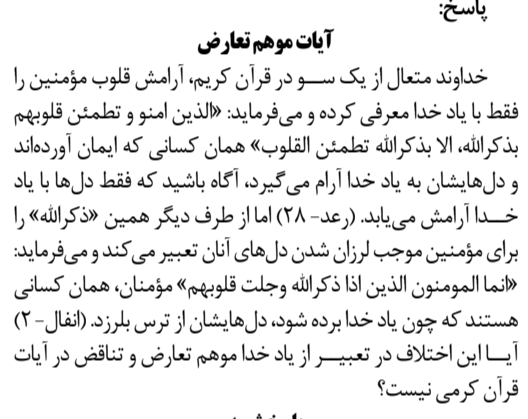 پاسخ:
آیات موهم تعارض
خداوند متعال از یک سو در قرآن کریم، آرامش قلوب مؤمنین را
فقط با یاد خدا معرفی کرده و می‌فرماید: «الذین امنو و تطمئن قلوبهم
بذکرالله، الا بذکرالله تطمئن القلوب» همان کسانی که ایمان آورده‌اند
و دل‌هایشان به یاد خدا آرام می‌گیرد، آگاه باشید که فقط دل‌ها با یاد
خدا آرامش می‌یابد. (رعد- ۲۸) اما از طرف دیگر همین «ذکرالله» را
برای مؤمنین موجب لرزان شدن دل‌های آنان تعبیر می‌کند و می‌فرماید:
«انما المومنون الذین اذا ذکرالله وجلت قلوبهم» مؤمنان، همان کسانی
هستند که چون یاد خدا برده شود، دل‌هایشان از ترس بلرزد. (انفال- ۲)
آیا این اختلاف در تعبیر از یاد خدا موهم تعارض و تناقض در آیات
قرآن کرمی نیست؟